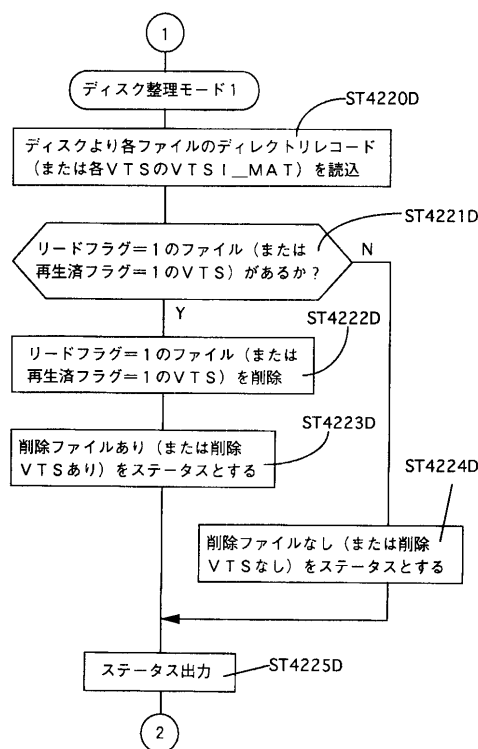 1
ディスク整理モード1
ST4220D
ディスクより各ファイルのディレクトリレコード
(または各VTSのVTSI__MAT)を読込
ST4221D
リードフラグ=1のファイル(または
再生済フラグ=1のVTS)があるか?
N
Y
ST4222D
リードフラグ=1のファイル(または
再生済フラグ=1のVTS)を削除
ST4223D
削除ファイルあり(または削除
VTSあり)をステータスとする
ST4224D
削除ファイルなし(または削除
VTSなし)をステータスとする
ステータス出力
ST4225D
2